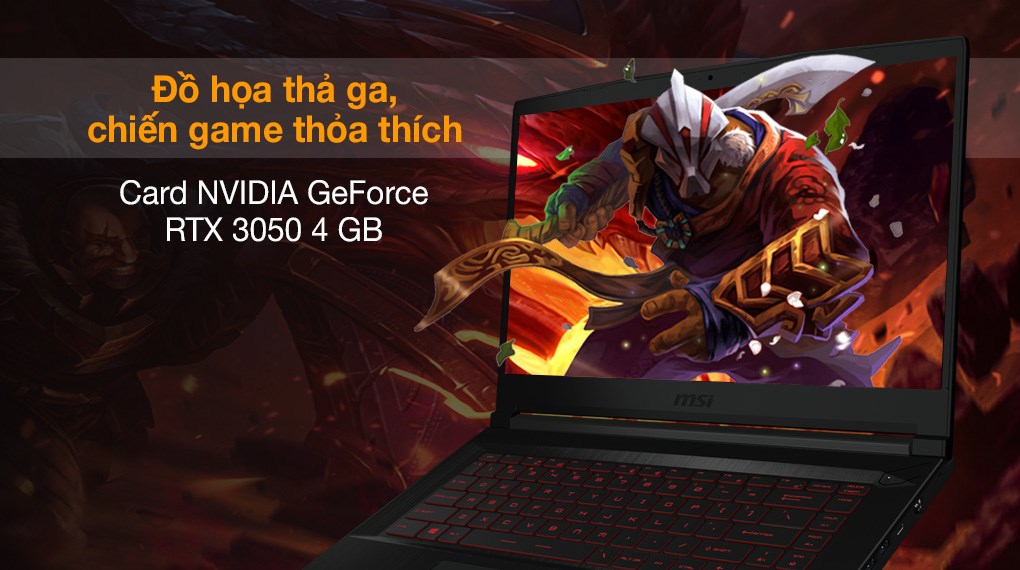 Đồ họa thả ga,
chiến game thỏa thích
Card NVIDIA GeForce
RTX 3050 4 GB
msi